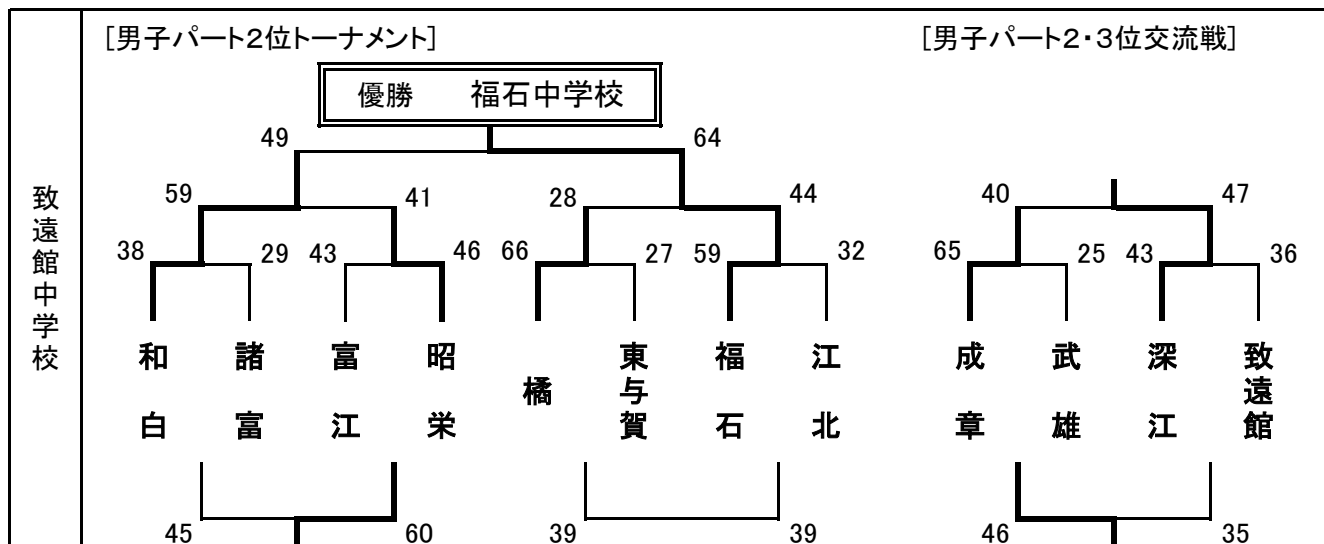 [男子パート2位トーナメント] [男子パート2・3位交流戦]
優勝 福石中学校
49 64
59 41 28 44 40 47
38 29 43 46 66 27 59 32 65 25 43 36
致遠館中学校
和白 諸富 富江 昭栄 橘 東与賀 福石 江北 成章 武雄 深江 致遠館
45 60 39 39 46 35